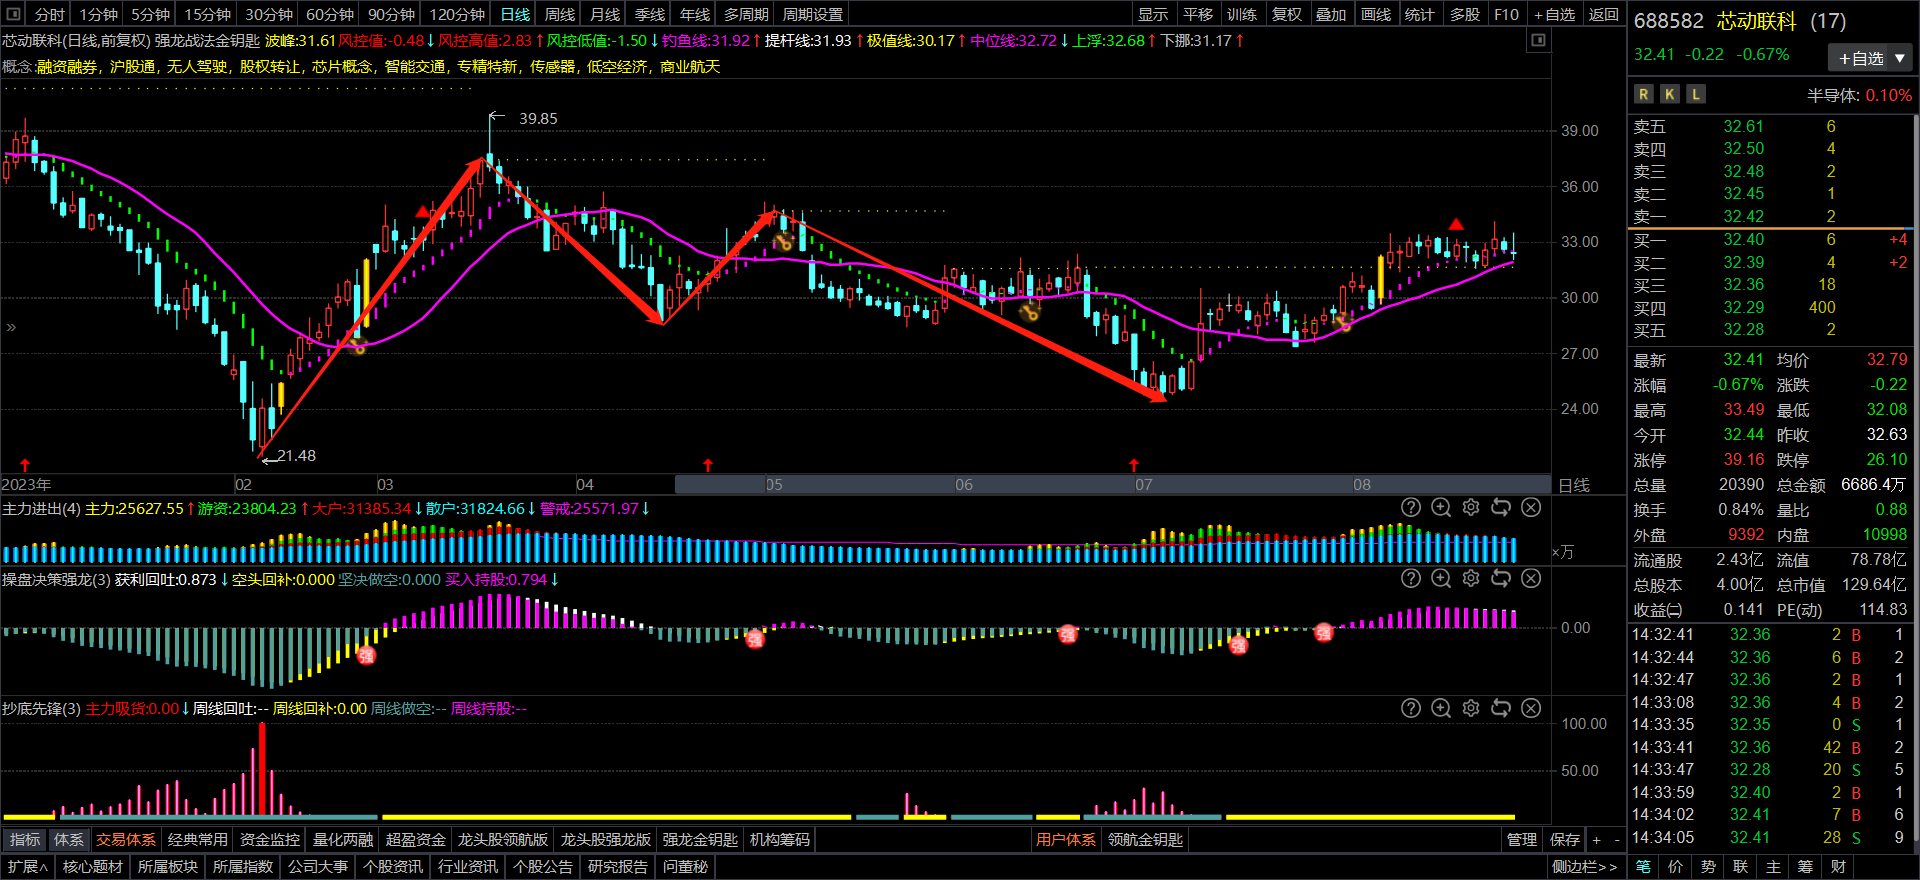 分时 1分钟 5分钟 15分钟 30分钟 60分钟 90分钟 120分钟 日线 周线 月线 季线 年线 多周期 周期设置 显示 平移 训练 复权 叠加 画线 统计 多股 F10 +自选 返回
芯动联科(日线,前复权) 强龙战法金钥匙 波峰:31.61 风控值:-0.48↓ 风控高值:2.83↑ 风控低值:-1.50↓ 钓鱼线:31.92↑ 提杆线:31.93↑ 极值线:30.17↑ 中位线:32.72↓ 上浮:32.68↑ 下挪:31.17↑
概念:融资融券, 沪股通, 无人驾驶, 股权转让, 芯片概念, 智能交通, 专精特新, 传感器, 低空经济, 商业航天
39.85
39.00
36.00
33.00
30.00
27.00
24.00
21.48
»
2023年 02 03 04 05 06 07 08 日线
主力进出(4) 主力:25627.55↑ 游资:23804.23↑ 大户:31385.34↓ 散户:31824.66↓ 警戒:25571.97↓
×万
操盘决策强龙(3) 获利回吐:0.873↓ 空头回补:0.000 坚决做空:0.000 买入持股:0.794↓
强 强 强 强 强
0.00
抄底先锋(3) 主力吸货:0.00↓ 周线回吐:-- 周线回补:0.00 周线做空:-- 周线持股:--
100.00
50.00
指标 体系 交易体系 经典常用 资金监控 量化两融 超盈资金 龙头股领航版 龙头股强龙版 强龙金钥匙 机构筹码 用户体系 领航金钥匙 管理 保存 + -
扩展∧ 核心题材 所属板块 所属指数 公司大事 个股资讯 行业资讯 个股公告 研究报告 问董秘 侧边栏>>
688582 芯动联科 (17)
32.41 -0.22 -0.67% +自选 ▼
R K L 半导体: 0.10%
卖五 32.61 6
卖四 32.50 4
卖三 32.48 2
卖二 32.45 1
卖一 32.42 2
买一 32.40 6 +4
买二 32.39 4 +2
买三 32.36 18
买四 32.29 400
买五 32.28 2
最新 32.41 均价 32.79
涨幅 -0.67% 涨跌 -0.22
最高 33.49 最低 32.08
今开 32.44 昨收 32.63
涨停 39.16 跌停 26.10
总量 20390 总金额 6686.4万
换手 0.84% 量比 0.88
外盘 9392 内盘 10998
流通股 2.43亿 流值 78.78亿
总股本 4.00亿 总市值 129.64亿
收益㈡ 0.141 PE(动) 114.83
14:32:41 32.36 2 B 1
14:32:44 32.36 6 B 2
14:32:47 32.36 2 B 1
14:33:08 32.36 4 B 2
14:33:35 32.35 0 S 1
14:33:41 32.36 42 B 2
14:33:47 32.28 20 S 5
14:33:59 32.40 2 B 1
14:34:02 32.41 7 B 6
14:34:05 32.41 28 S 9
笔 价 势 联 主 筹 财